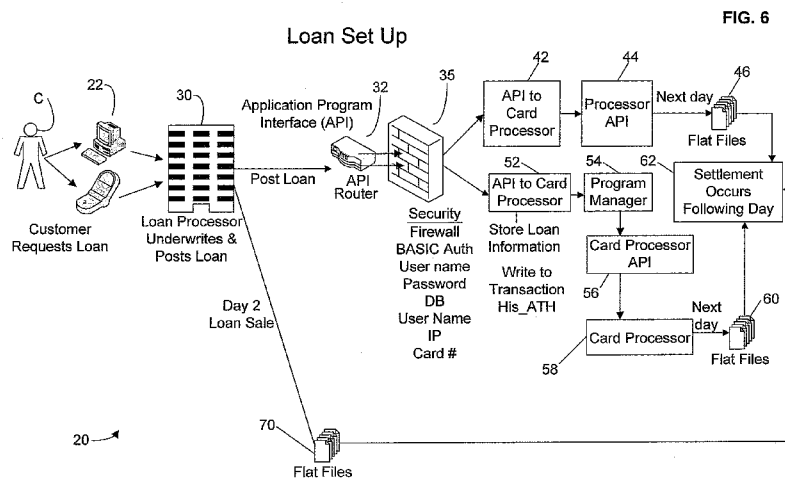 FIG. 6
Loan Set Up
C
22
30
Application Program
Interface (API)
32
35
42
44
46
API to
Card
Processor
Processor
API
Next day
Flat Files
Post Loan
API
Router
52
54
62
API to Card
Processor
Program
Manager
Settlement
Occurs
Following Day
Customer
Requests Loan
Loan Processor
Underwrites &
Posts Loan
Security
Firewall
BASIC Auth
User name
Password
DB
User Name
IP
Card #
Store Loan
Information
Write to
Transaction
His_ATH
Card Processor
API
56
Day 2
Loan Sale
Card Processor
58
Next
day
60
Flat Files
20
70
Flat Files